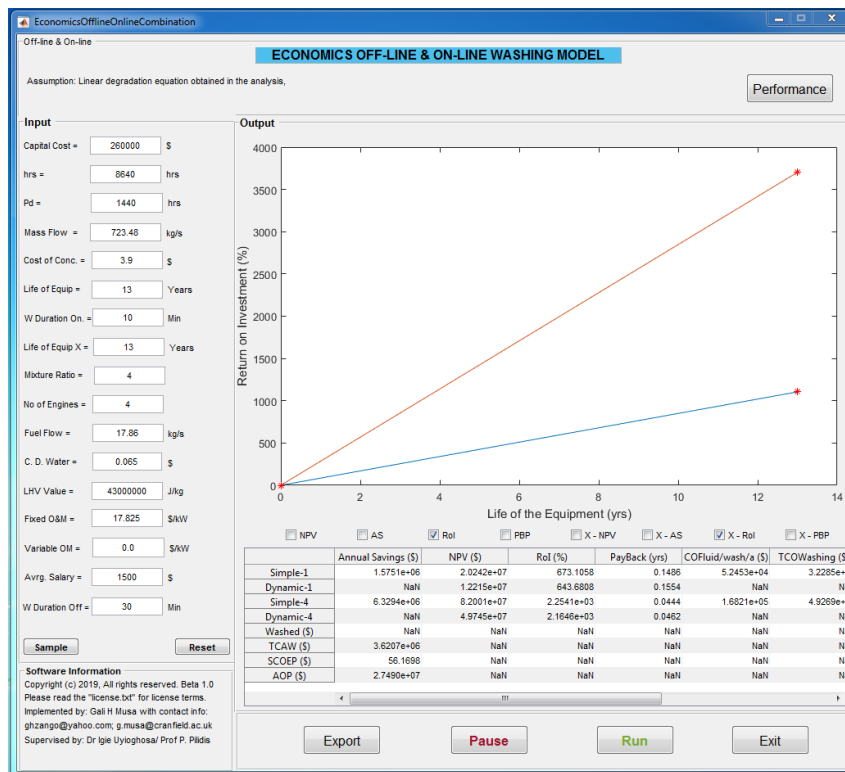 EconomicsOfflineOnlineCombination
Off-line & On-line
ECONOMICS OFF-LINE & ON-LINE WASHING MODEL
Assumption: Linear degradation equation obtained in the analysis,
Performance
Input
Capital Cost = 260000 $
hrs = 8640 hrs
Pd = 1440 hrs
Mass Flow = 723.48 kg/s
Cost of Conc. = 3.9 $
Life of Equip = 13 Years
W Duration On. = 10 Min
Life of Equip X = 13 Years
Mixture Ratio = 4
No of Engines = 4
Fuel Flow = 17.86 kg/s
C. D. Water = 0.065 $
LHV Value = 43000000 J/kg
Fixed O&M = 17.825 $/kW
Variable OM = 0.0 $/kW
Avrg. Salary = 1500 $
W Duration Off = 30 Min
Sample Reset
Software Information
Copyright (c) 2019, All rights reserved. Beta 1.0
Please read the "license.txt" for license terms.
Implemented by: Gali H Musa with contact info:
ghzango@yahoo.com; g.musa@cranfield.ac.uk
Supervised by: Dr Igie Uyioghosa/ Prof P. Pilidis
Output
Return on Investment (%)
4000
3500
3000
2500
2000
1500
1000
500
0
0 2 4 6 8 10 12 14
Life of the Equipment (yrs)
NPV AS RoI PBP X - NPV X - AS X - RoI X - PBP
Annual Savings ($) NPV ($) RoI (%) PayBack (yrs) COFluid/wash/a ($) TCOWashing ($
Simple-1 1.5751e+06 2.0242e+07 673.1058 0.1486 5.2453e+04 3.2285e+
Dynamic-1 NaN 1.2215e+07 643.6808 0.1554 NaN Na
Simple-4 6.3294e+06 8.2001e+07 2.2541e+03 0.0444 1.6821e+05 4.9269e+
Dynamic-4 NaN 4.9745e+07 2.1646e+03 0.0462 NaN Na
Washed ($) NaN NaN NaN NaN NaN Na
TCAW ($) 3.6207e+06 NaN NaN NaN NaN Na
SCOEP ($) 56.1698 NaN NaN NaN NaN Na
AOP ($) 2.7490e+07 NaN NaN NaN NaN Na
Export Pause Run Exit